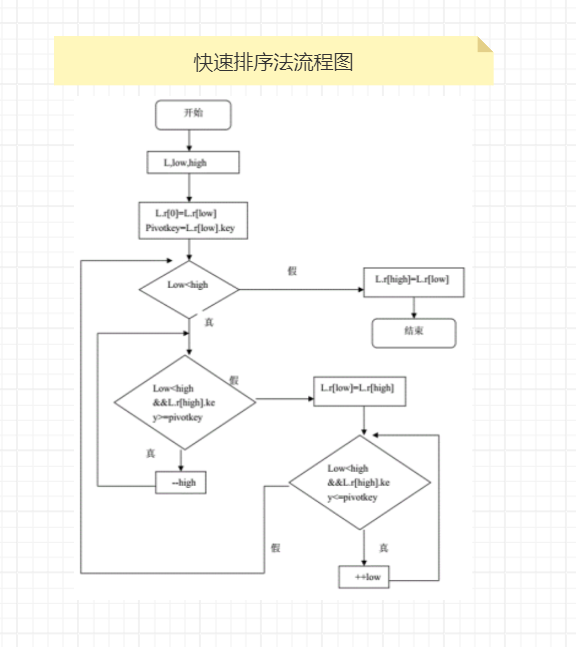 快速排序法流程图
开始
L,low,high
L.r[0]=L.r[low]
Pivotkey=L.r[low].key
Low<high
假
L.r[high]=L.r[low]
真
结束
Low<high
&&L.r[high].ke
y>=pivotkey
假
L.r[low]=L.r[high]
真
--high
Low<high
&&L.r[high].ke
y<=pivotkey
假
真
++low